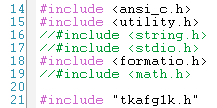 14 #include <ansi_c.h>
15 #include <utility.h>
16 //#include <string.h>
17 //#include <stdio.h>
18 #include <formatio.h>
19 //#include <math.h>
20
21 #include "tkafg1k.h"